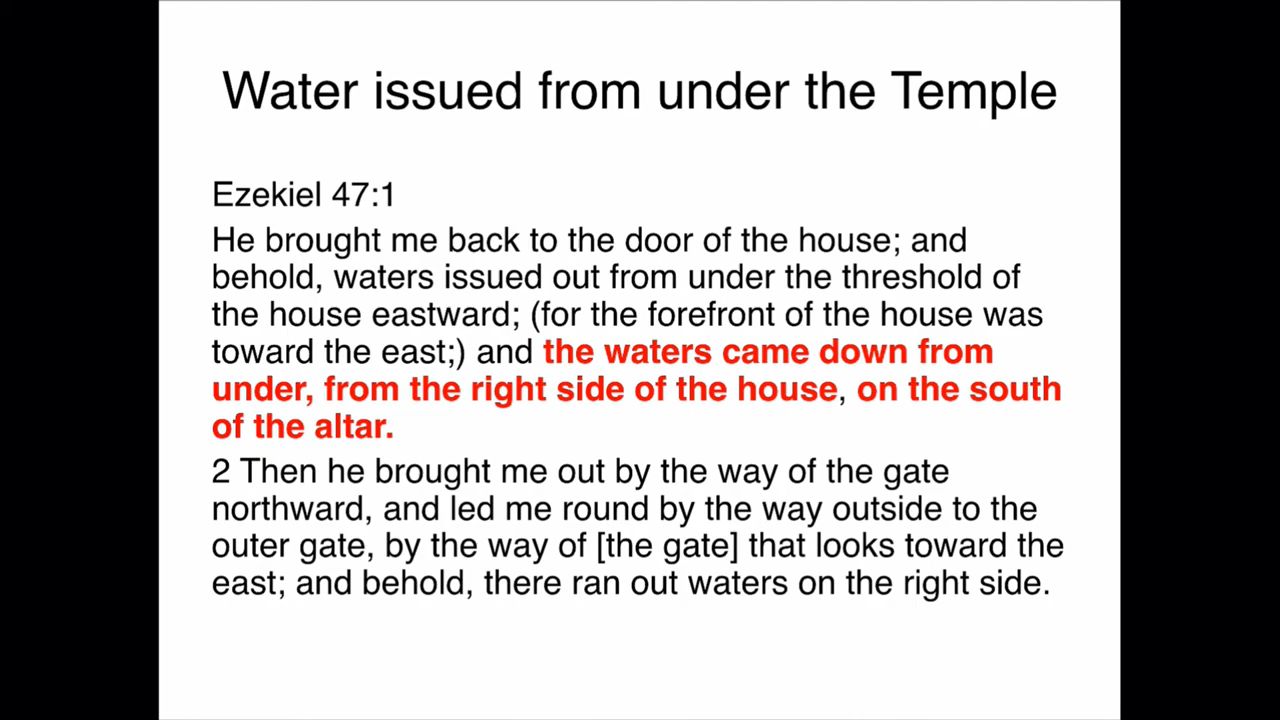 Water issued from under the Temple
Ezekiel 47:1
He brought me back to the door of the house; and
behold, waters issued out from under the threshold of
the house eastward; (for the forefront of the house was
toward the east;) and the waters came down from
under, from the right side of the house, on the south
of the altar.
2 Then he brought me out by the way of the gate
northward, and led me round by the way outside to the
outer gate, by the way of [the gate] that looks toward the
east; and behold, there ran out waters on the right side.